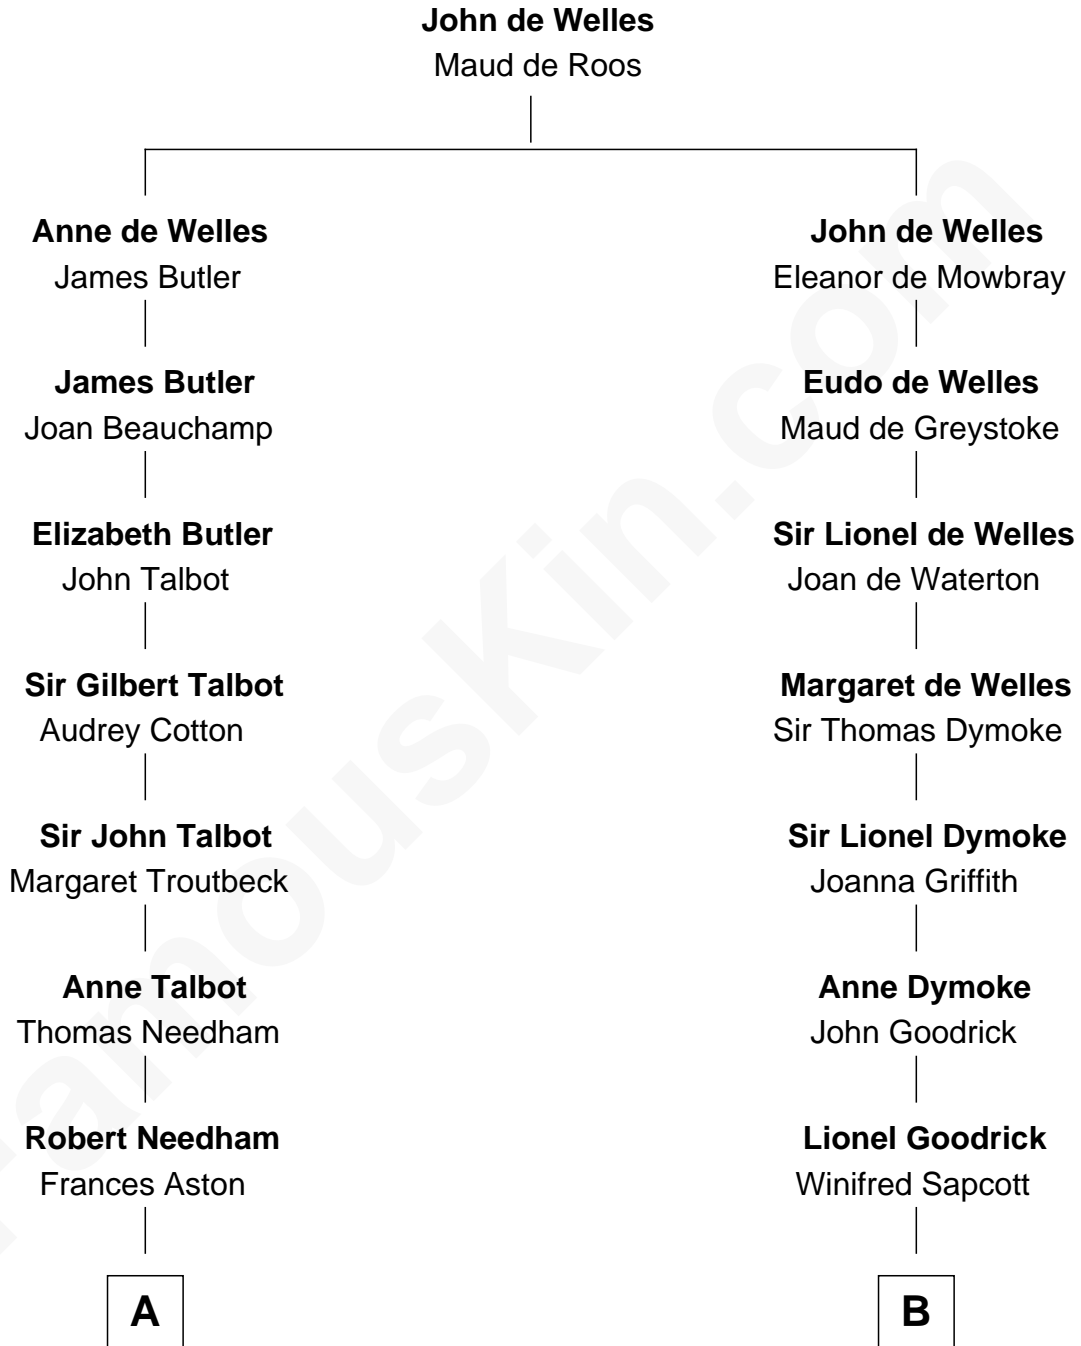 John de Welles
Maud de Roos
Anne de Welles
James Butler
John de Welles
Eleanor de Mowbray
James Butler
Joan Beauchamp
Eudo de Welles
Maud de Greystoke
Elizabeth Butler
John Talbot
Sir Lionel de Welles
Joan de Waterton
Sir Gilbert Talbot
Audrey Cotton
Margaret de Welles
Sir Thomas Dymoke
Sir John Talbot
Margaret Troutbeck
Sir Lionel Dymoke
Joanna Griffith
Anne Talbot
Thomas Needham
Anne Dymoke
John Goodrick
Robert Needham
Frances Aston
Lionel Goodrick
Winifred Sapcott
A
B
FamousKin.com